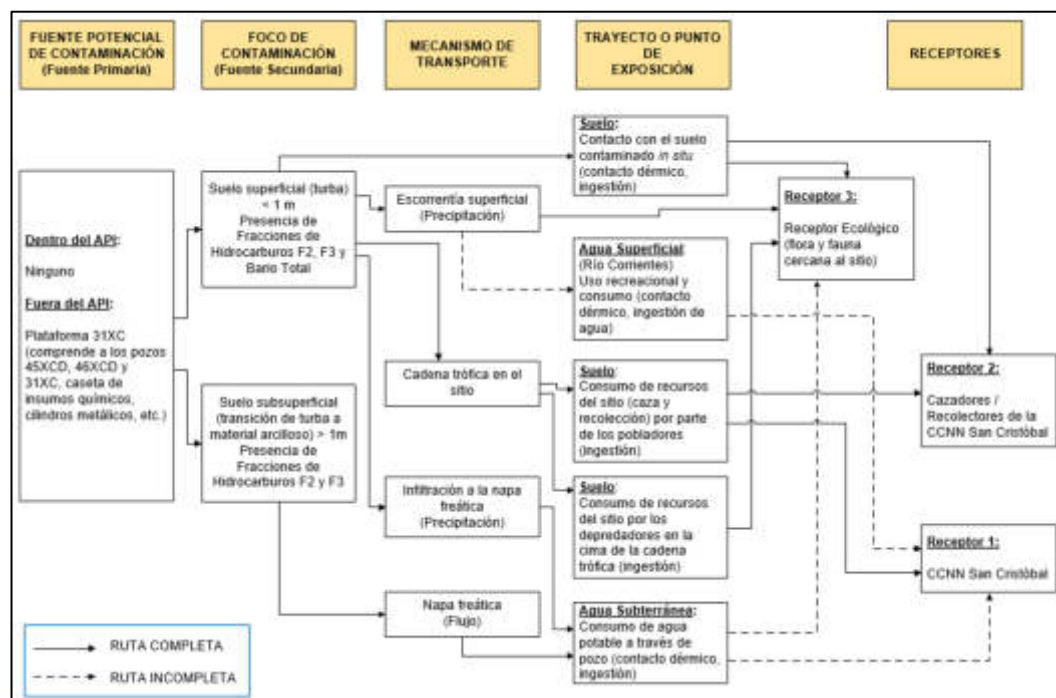 FUENTE POTENCIAL
DE CONTAMINACIÓN
(Fuente Primaria)
FOCO DE
CONTAMINACIÓN
(Fuente Secundaria)
MECANISMO DE
TRANSPORTE
TRAYECTO O PUNTO
DE
EXPOSICIÓN
RECEPTORES
Dentro del API:
Ninguno
Fuera del API:
Plataforma 31XC
(comprende a los pozos
45XCD, 46XCD y
31XC, caseta de
insumos químicos,
cilindros metálicos, etc.)
Suelo superficial (turba)
< 1 m
Presencia de
Fracciones de
Hidrocarburos F2, F3 y
Bario Total
Suelo subsuperficial
(transición de turba a
material arcilloso) > 1m
Presencia de
Fracciones de
Hidrocarburos F2 y F3
Escorrentía superficial
(Precipitación)
Cadena trófica en el
sitio
Infiltración a la napa
freática
(Precipitación)
Napa freática
(Flujo)
Suelo:
Contacto con el suelo
contaminado in situ
(contacto dérmico,
ingestión)
Agua Superficial
(Río Corrientes)
Uso recreacional y
consumo (contacto
dérmico, ingestión de
agua)
Suelo:
Consumo de recursos
del sitio (caza y
recolección) por parte
de los pobladores
(ingestión)
Suelo:
Consumo de recursos
del sitio por los
depredadores en la
cima de la cadena
trófica (ingestión)
Agua Subterránea:
Consumo de agua
potable a través de
pozo (contacto dérmico,
ingestión)
Receptor 3:
Receptor Ecológico
(flora y fauna
cercana al sitio)
Receptor 2:
Cazadores /
Recolectores de la
CCNN San Cristóbal
Receptor 1:
CCNN San Cristóbal
RUTA COMPLETA
RUTA INCOMPLETA